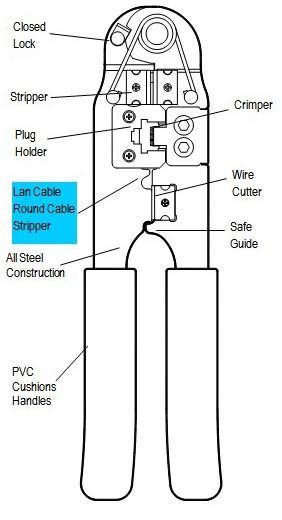 Closed
Lock
Stripper
Crimper
Plug
Holder
Wire
Cutter
Lan Cable
Round Cable
Stripper
Safe
Guide
All Steel
Construction
PVC
Cushions
Handles